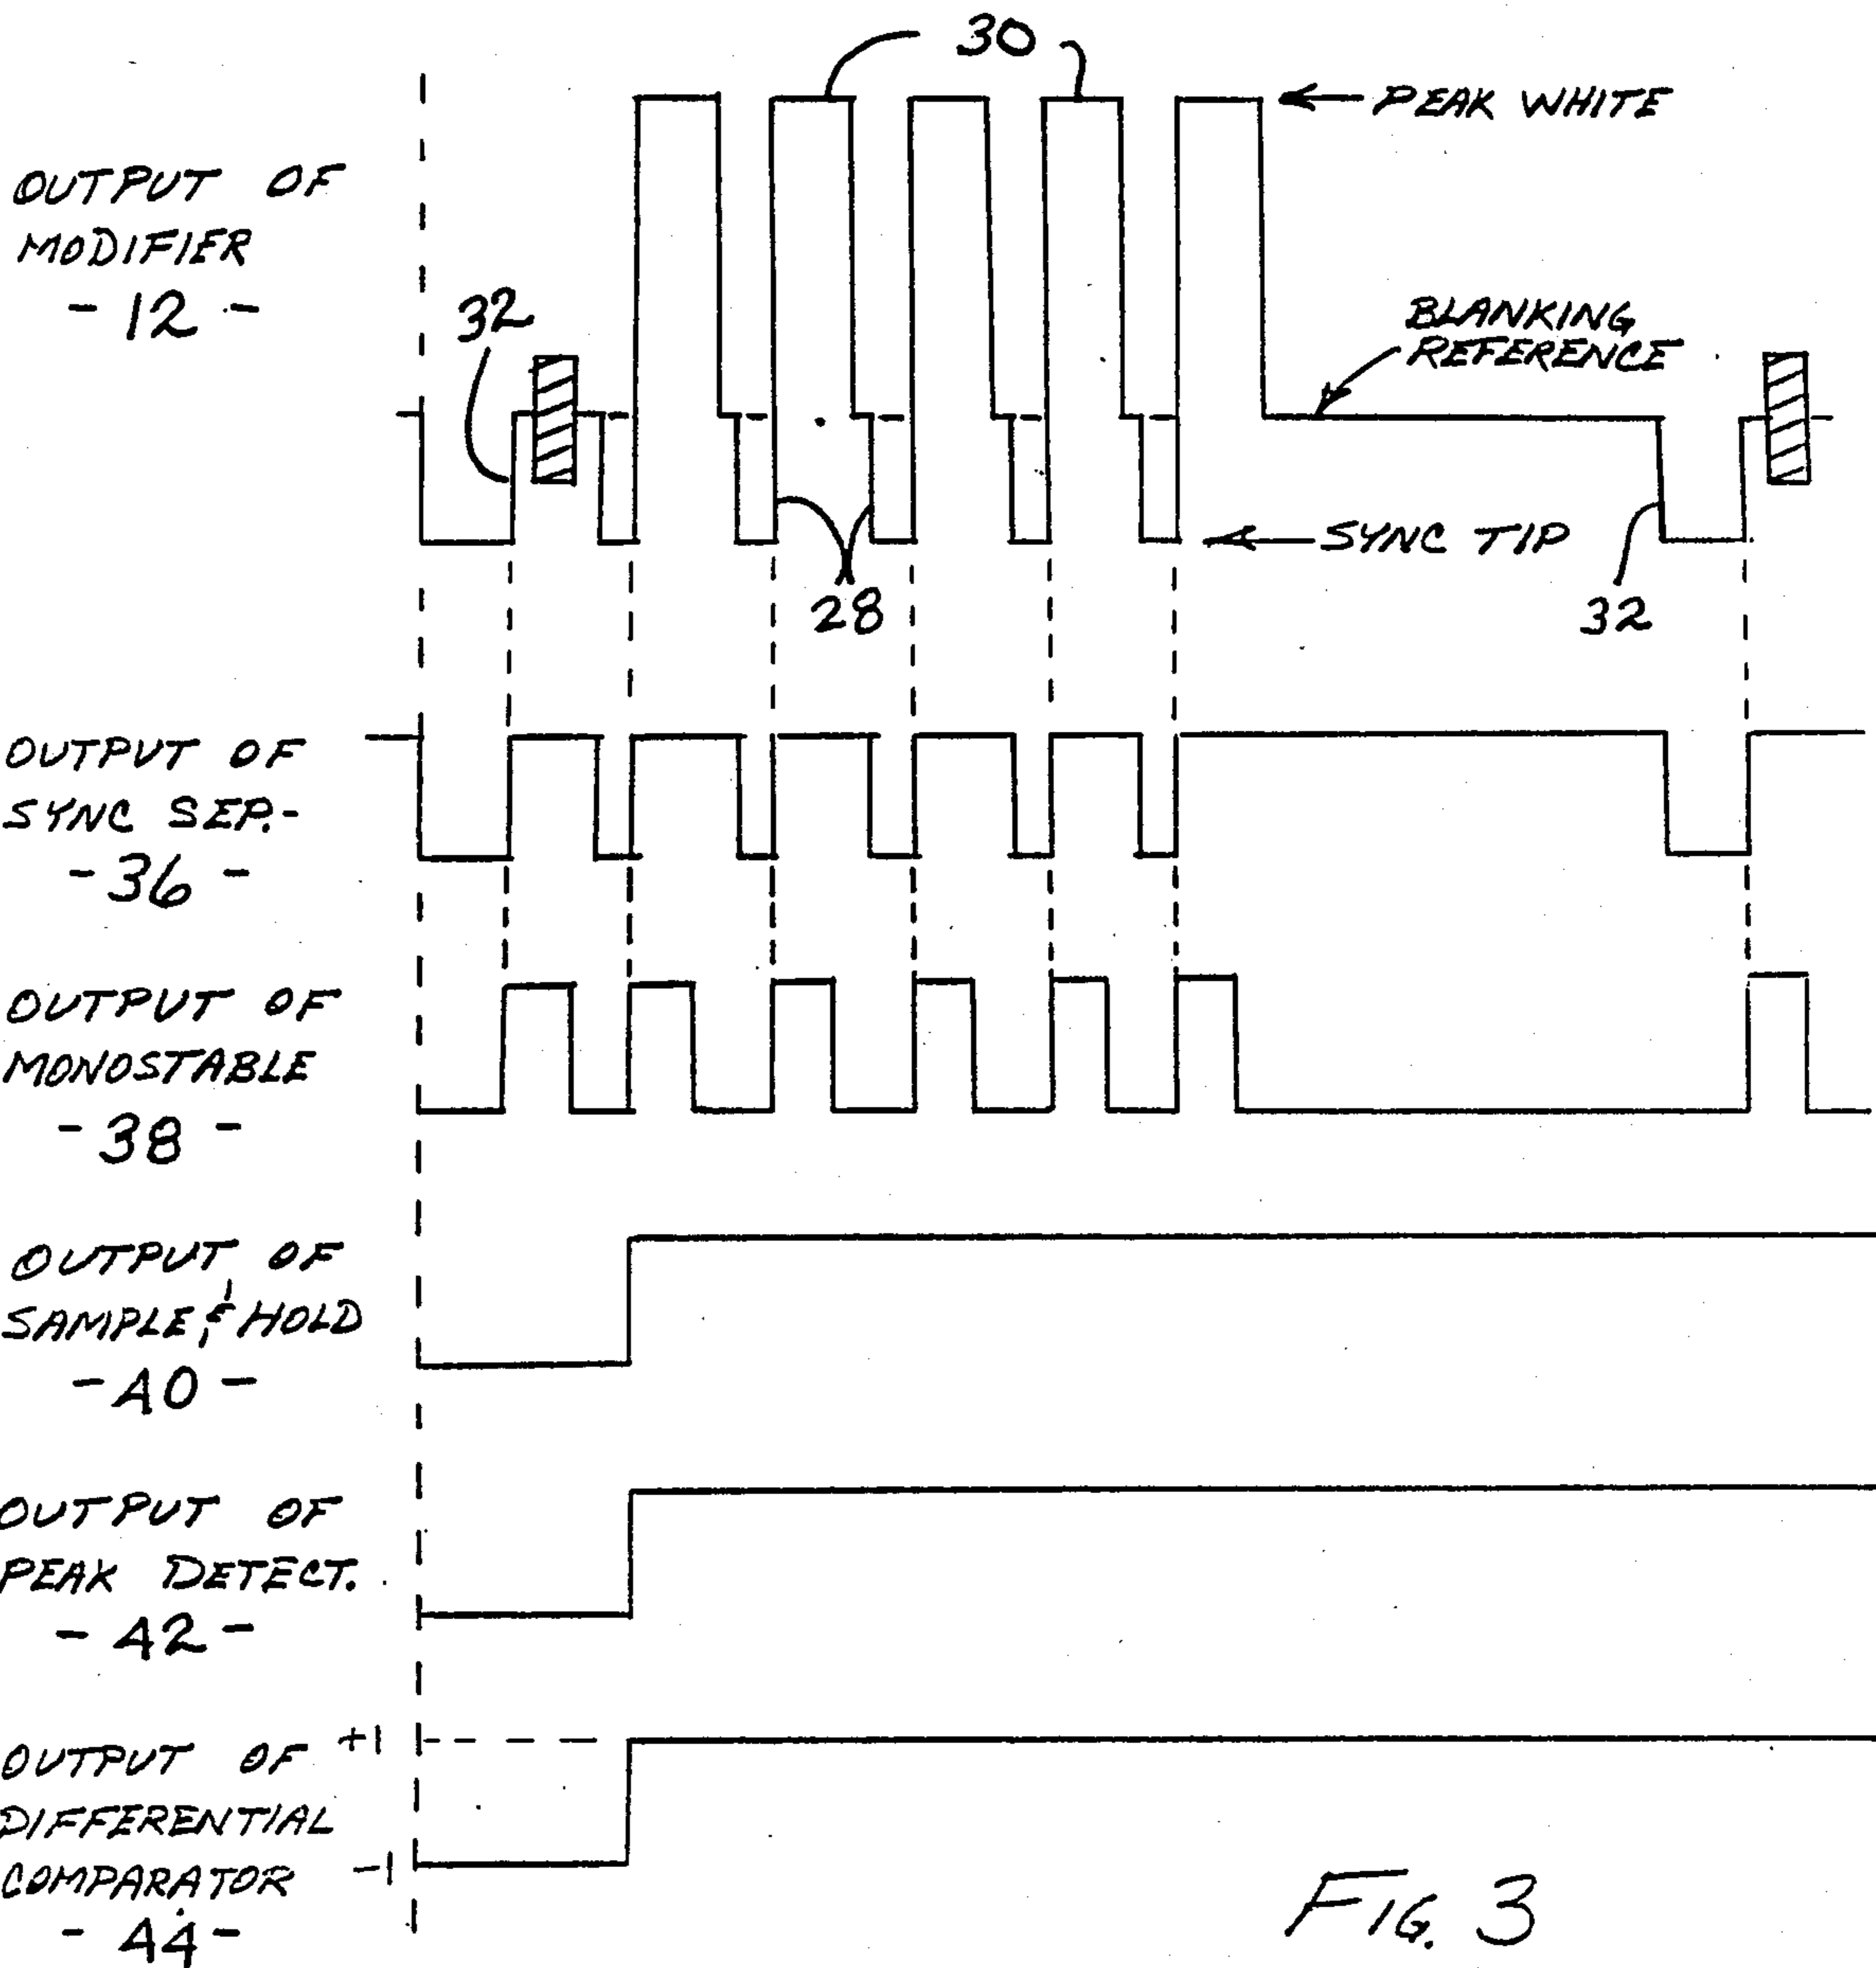 30
PEAK WHITE
OUTPUT OF
MODIFIER
- 12 -
32
BLANKING
REFERENCE
SYNC TIP
28
32
OUTPUT OF
SYNC SEP.-
- 36 -
OUTPUT OF
MONOSTABLE
- 38 -
OUTPUT OF
SAMPLE & HOLD
- 40 -
OUTPUT OF
PEAK DETECT.
- 42 -
OUTPUT OF +1
DIFFERENTIAL
COMPARATOR -1
- 44 -
FIG. 3